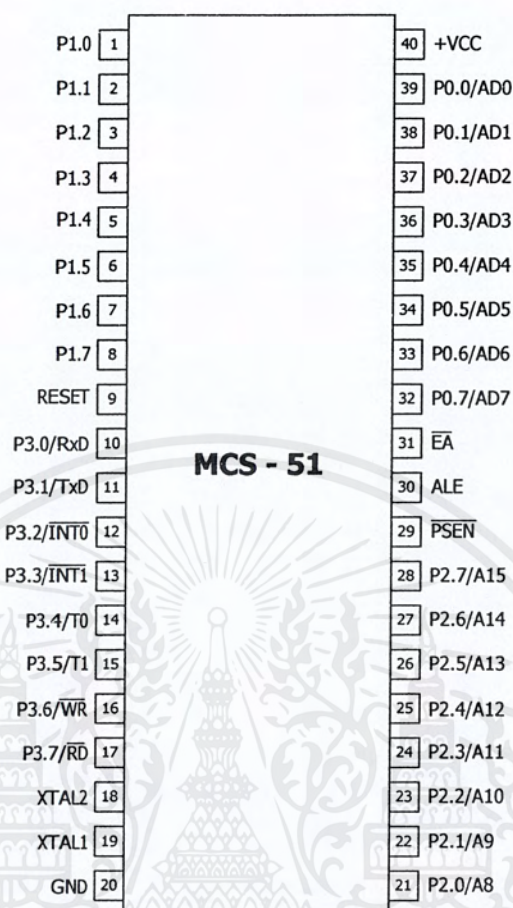 P1.0 1 40 +VCC
P1.1 2 39 P0.0/AD0
P1.2 3 38 P0.1/AD1
P1.3 4 37 P0.2/AD2
P1.4 5 36 P0.3/AD3
P1.5 6 35 P0.4/AD4
P1.6 7 34 P0.5/AD5
P1.7 8 33 P0.6/AD6
RESET 9 32 P0.7/AD7
P3.0/RxD 10 31 E̅A̅
MCS - 51
P3.1/TxD 11 30 ALE
P3.2/I̅N̅T̅0̅ 12 29 P̅S̅E̅N̅
P3.3/I̅N̅T̅1̅ 13 28 P2.7/A15
P3.4/T0 14 27 P2.6/A14
P3.5/T1 15 26 P2.5/A13
P3.6/W̅R̅ 16 25 P2.4/A12
P3.7/R̅D̅ 17 24 P2.3/A11
XTAL2 18 23 P2.2/A10
XTAL1 19 22 P2.1/A9
GND 20 21 P2.0/A8